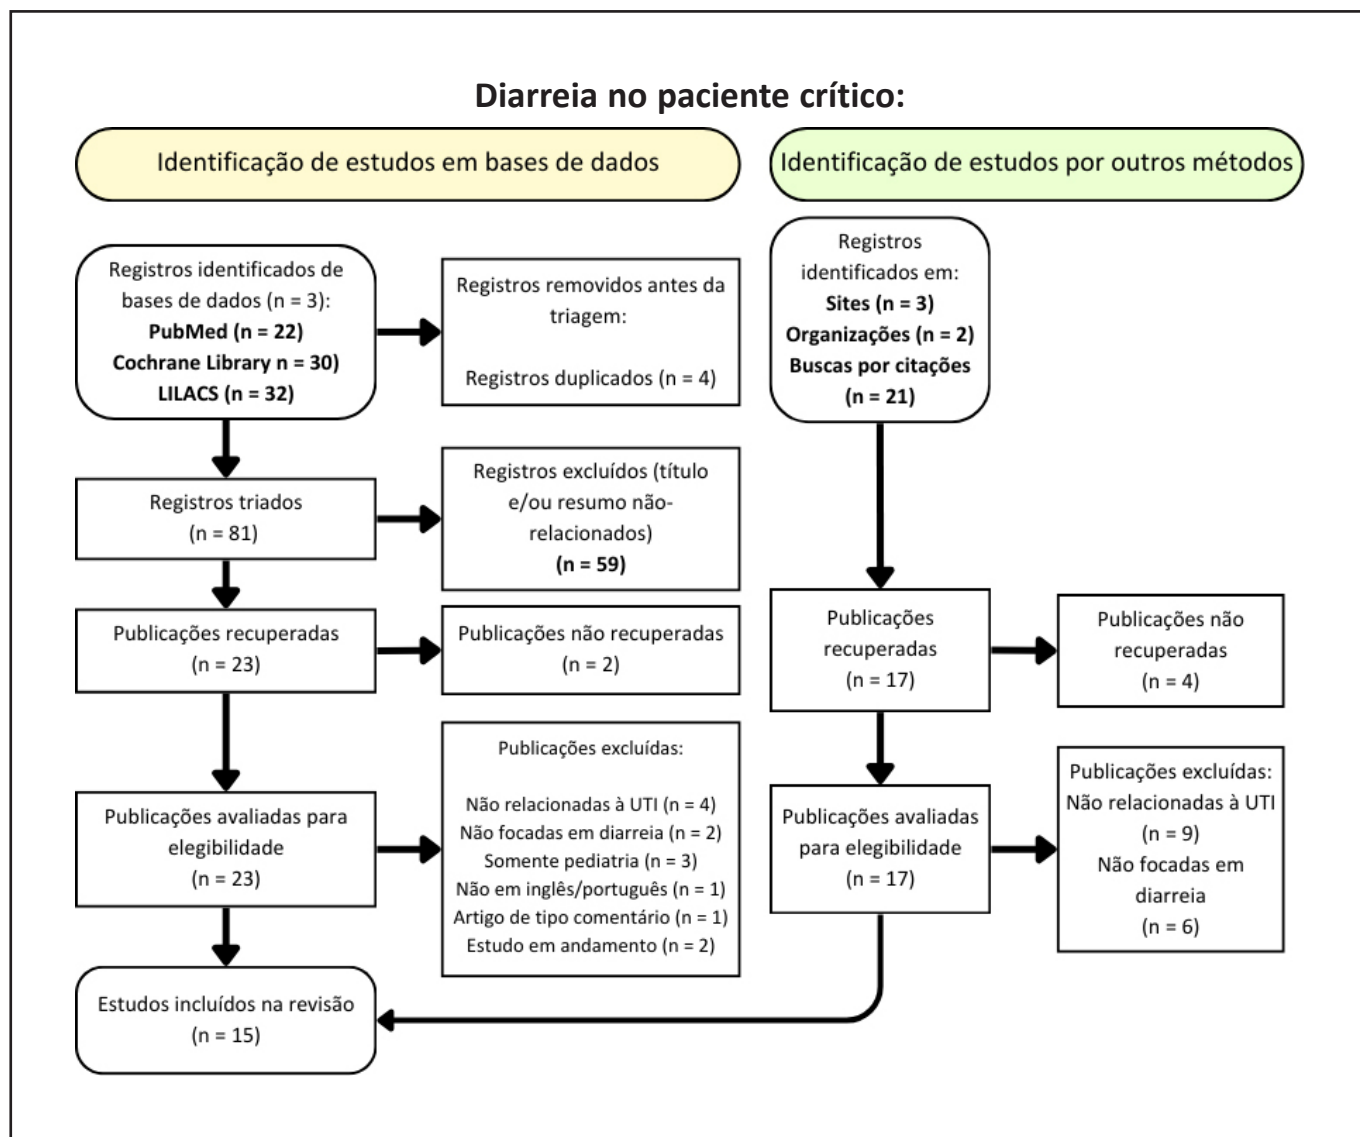 Diarreia no paciente crítico:
Identificação de estudos em bases de dados
Identificação de estudos por outros métodos
Registros identificados de
bases de dados (n = 3):
PubMed (n = 22)
Cochrane Library n = 30)
LILACS (n = 32)
Registros removidos antes da
triagem:
Registros duplicados (n = 4)
Registros
identificados em:
Sites (n = 3)
Organizações (n = 2)
Buscas por citações
(n = 21)
Registros triados
(n = 81)
Registros excluídos (título
e/ou resumo não-
relacionados)
(n = 59)
Publicações recuperadas
(n = 23)
Publicações não recuperadas
(n = 2)
Publicações
recuperadas
(n = 17)
Publicações não
recuperadas
(n = 4)
Publicações avaliadas para
elegibilidade
(n = 23)
Publicações excluídas:
Não relacionadas à UTI (n = 4)
Não focadas em diarreia (n = 2)
Somente pediatria (n = 3)
Não em inglês/português (n = 1)
Artigo de tipo comentário (n = 1)
Estudo em andamento (n = 2)
Publicações avaliadas
para elegibilidade
(n = 17)
Publicações excluídas:
Não relacionadas à UTI
(n = 9)
Não focadas em
diarreia
(n = 6)
Estudos incluídos na revisão
(n = 15)